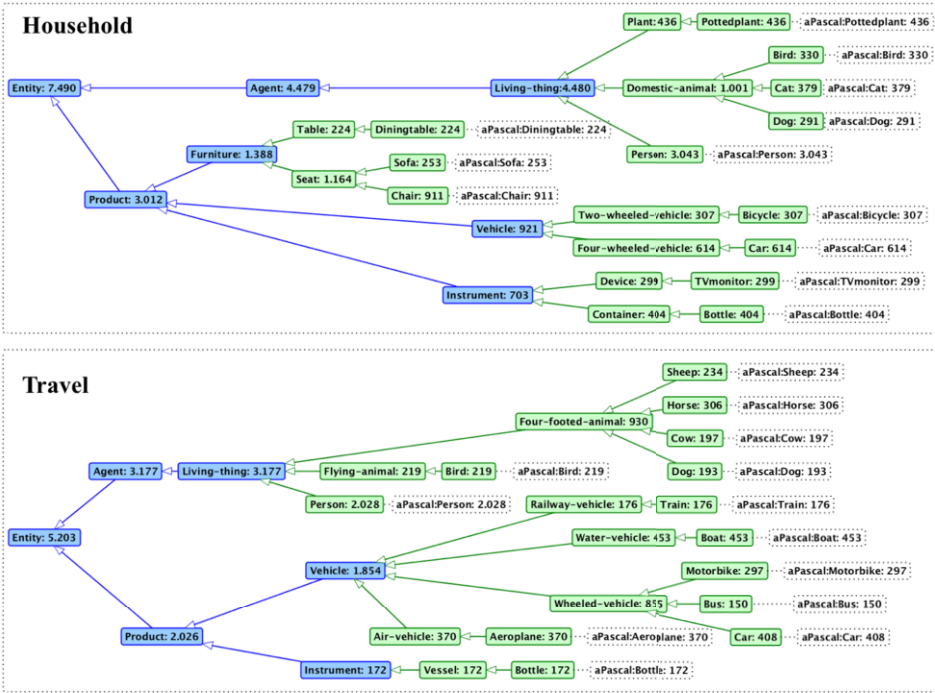 Household
Plant: 436 Pottedplant: 436 aPascal:Pottedplant: 436
Bird: 330 aPascal:Bird: 330
Entity: 7.490 Agent: 4.479 Living-thing:4.480 Domestic-animal: 1.001 Cat: 379 aPascal:Cat: 379
Dog: 291 aPascal:Dog: 291
Table: 224 Diningtable: 224 aPascal:Diningtable: 224
Furniture: 1.388 Person: 3.043 aPascal:Person: 3.043
Sofa: 253 aPascal:Sofa: 253
Seat: 1.164
Chair: 911 aPascal:Chair: 911
Product: 3.012
Two-wheeled-vehicle: 307 Bicycle: 307 aPascal:Bicycle: 307
Vehicle: 921
Four-wheeled-vehicle: 614 Car: 614 aPascal:Car: 614
Device: 299 TVmonitor: 299 aPascal:TVmonitor: 299
Instrument: 703
Container: 404 Bottle: 404 aPascal:Bottle: 404
Travel
Sheep: 234 aPascal:Sheep: 234
Horse: 306 aPascal:Horse: 306
Four-footed-animal: 930
Cow: 197 aPascal:Cow: 197
Agent: 3.177 Living-thing: 3.177 Flying-animal: 219 Bird: 219 aPascal:Bird: 219 Dog: 193 aPascal:Dog: 193
Person: 2.028 aPascal:Person: 2.028 Railway-vehicle: 176 Train: 176 aPascal:Train: 176
Entity: 5.203 Water-vehicle: 453 Boat: 453 aPascal:Boat: 453
Vehicle: 1.854 Motorbike: 297 aPascal:Motorbike: 297
Wheeled-vehicle: 855 Bus: 150 aPascal:Bus: 150
Product: 2.026 Air-vehicle: 370 Aeroplane: 370 aPascal:Aeroplane: 370 Car: 408 aPascal:Car: 408
Instrument: 172 Vessel: 172 Bottle: 172 aPascal:Bottle: 172